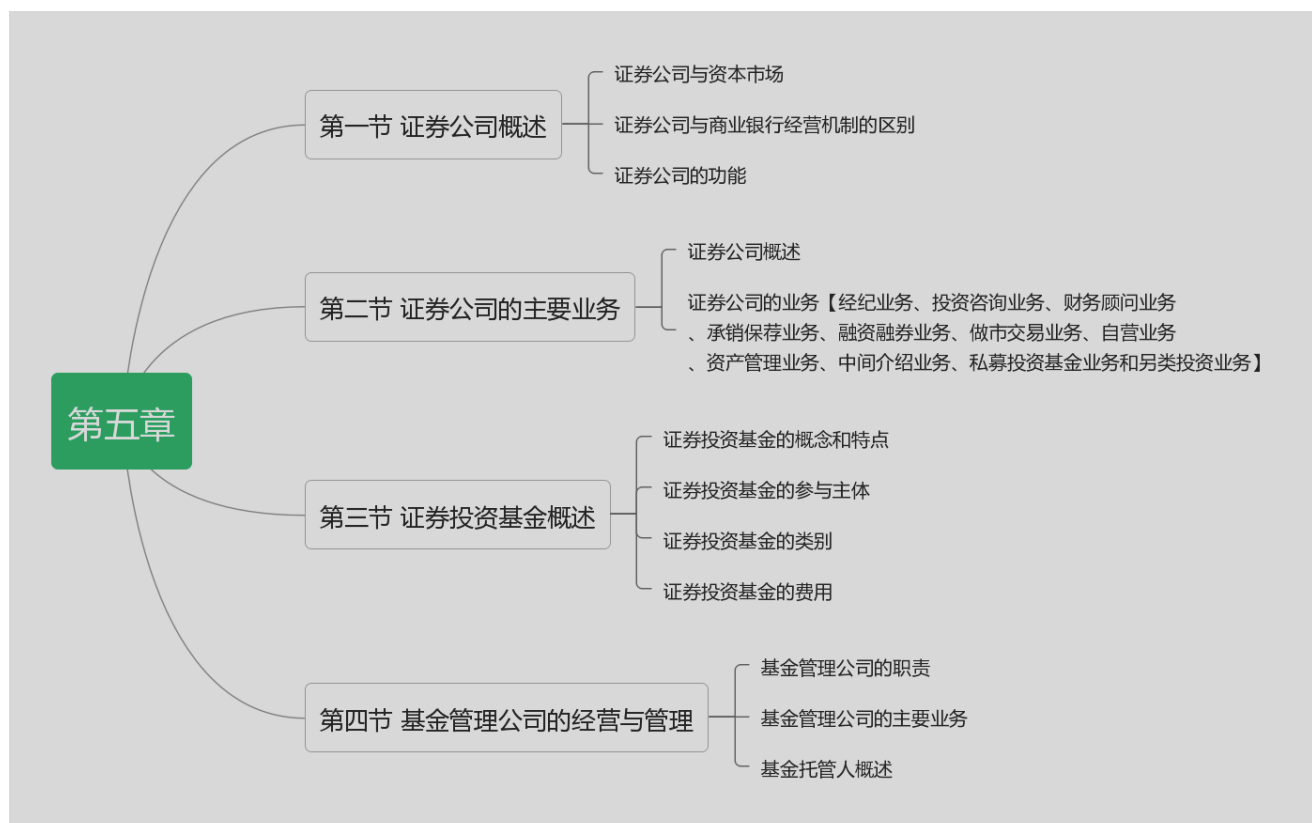 第五章
第一节 证券公司概述
证券公司与资本市场
证券公司与商业银行经营机制的区别
证券公司的功能
第二节 证券公司的主要业务
证券公司概述
证券公司的业务【经纪业务、投资咨询业务、财务顾问业务
、承销保荐业务、融资融券业务、做市交易业务、自营业务
、资产管理业务、中间介绍业务、私募投资基金业务和另类投资业务】
第三节 证券投资基金概述
证券投资基金的概念和特点
证券投资基金的参与主体
证券投资基金的类别
证券投资基金的费用
第四节 基金管理公司的经营与管理
基金管理公司的职责
基金管理公司的主要业务
基金托管人概述